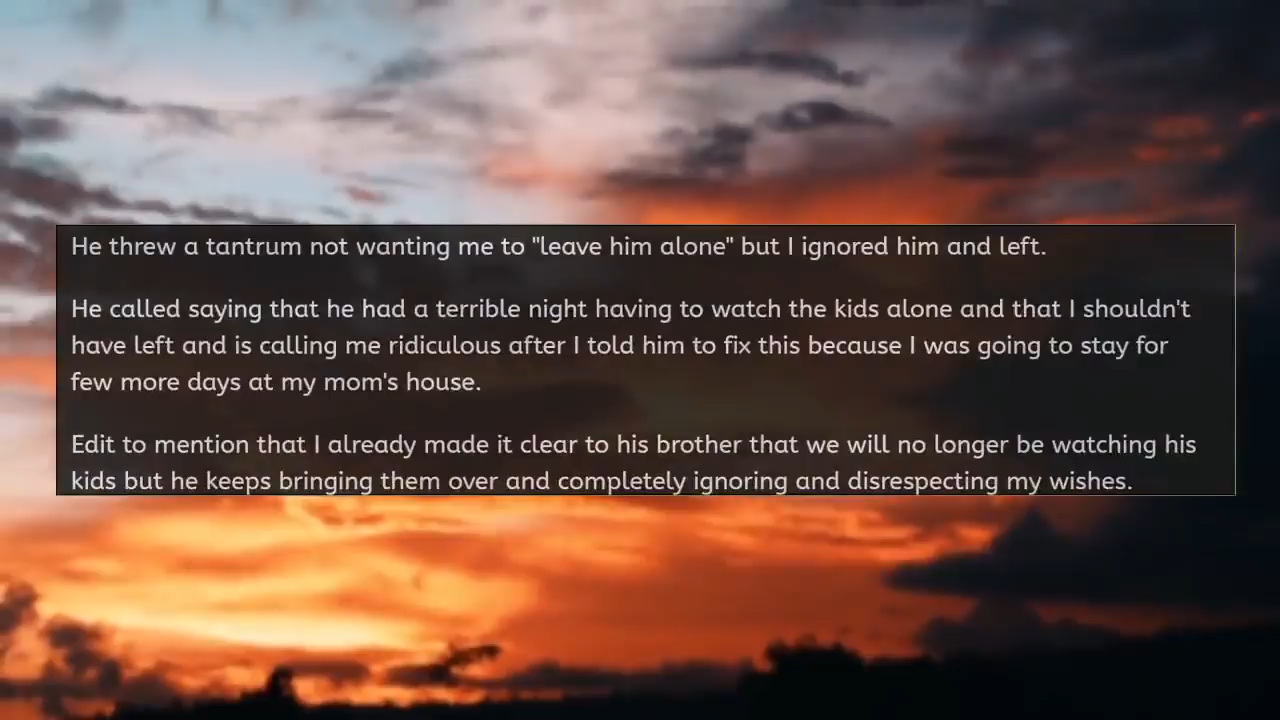 He threw a tantrum not wanting me to "leave him alone" but I ignored him and left.
He called saying that he had a terrible night having to watch the kids alone and that I shouldn't
have left and is calling me ridiculous after I told him to fix this because I was going to stay for
few more days at my mom's house.
Edit to mention that I already made it clear to his brother that we will no longer be watching his
kids but he keeps bringing them over and completely ignoring and disrespecting my wishes.